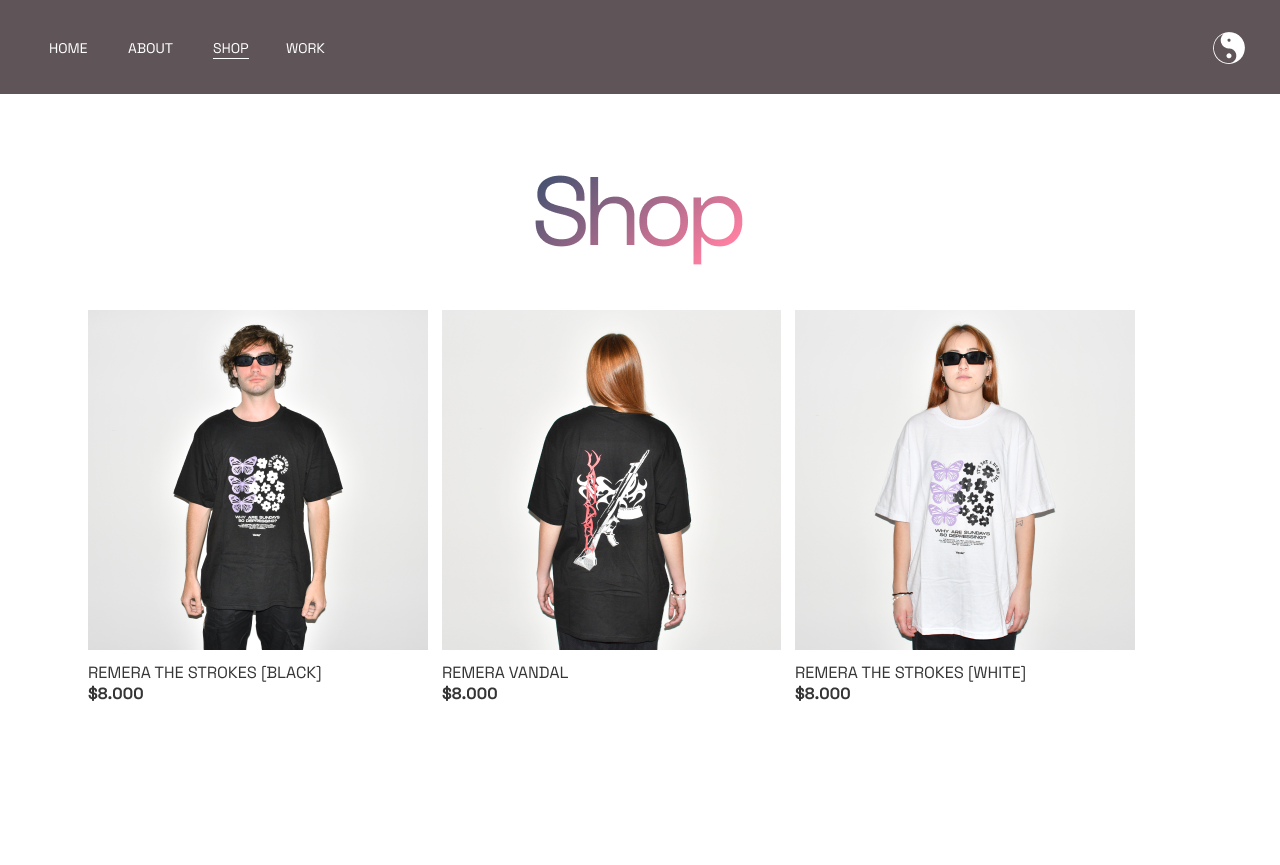 HOME ABOUT SHOP WORK
Shop
WHY ARE SUNDAYS
SO DEPRESSING?
VANDAL
WHY ARE SUNDAYS
SO DEPRESSING?
REMERA THE STROKES [BLACK]
$8.000
REMERA VANDAL
$8.000
REMERA THE STROKES [WHITE]
$8.000